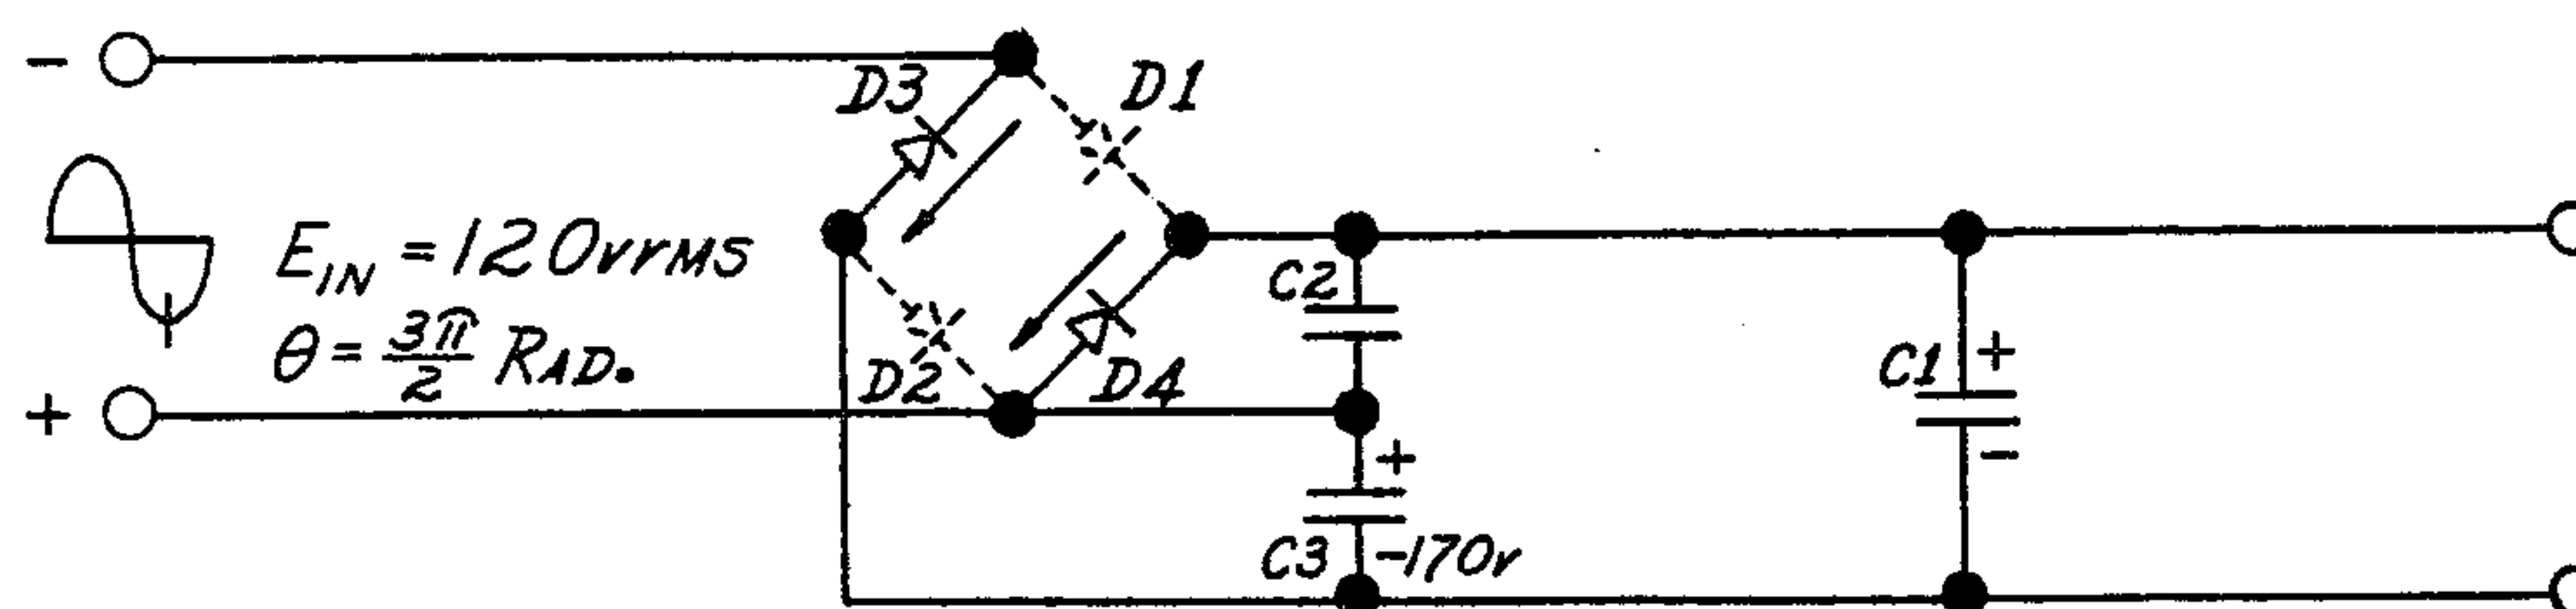 -
D3
D1
E_IN = 120VrMS
θ = 3π/2 RAD.
C2
C1 +
-
+
D2
D4
+
C3 -170V